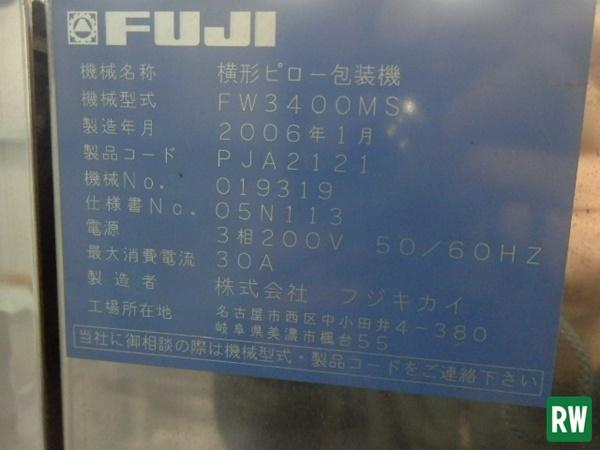 FUJI
機械名称 横形ピロー包装機
機械型式 FW3400MS
製造年月 2006年1月
製品コード PJA2121
機械No. 019319
仕様書No. 05N113
電源 3相200V 50/60HZ
最大消費電流 30A
製造者 株式会社 フジキカイ
工場所在地 名古屋市西区中小田井4-380
岐阜県美濃市楓台55
当社に御相談の際は機械型式・製品コードをご連絡下さい
RW